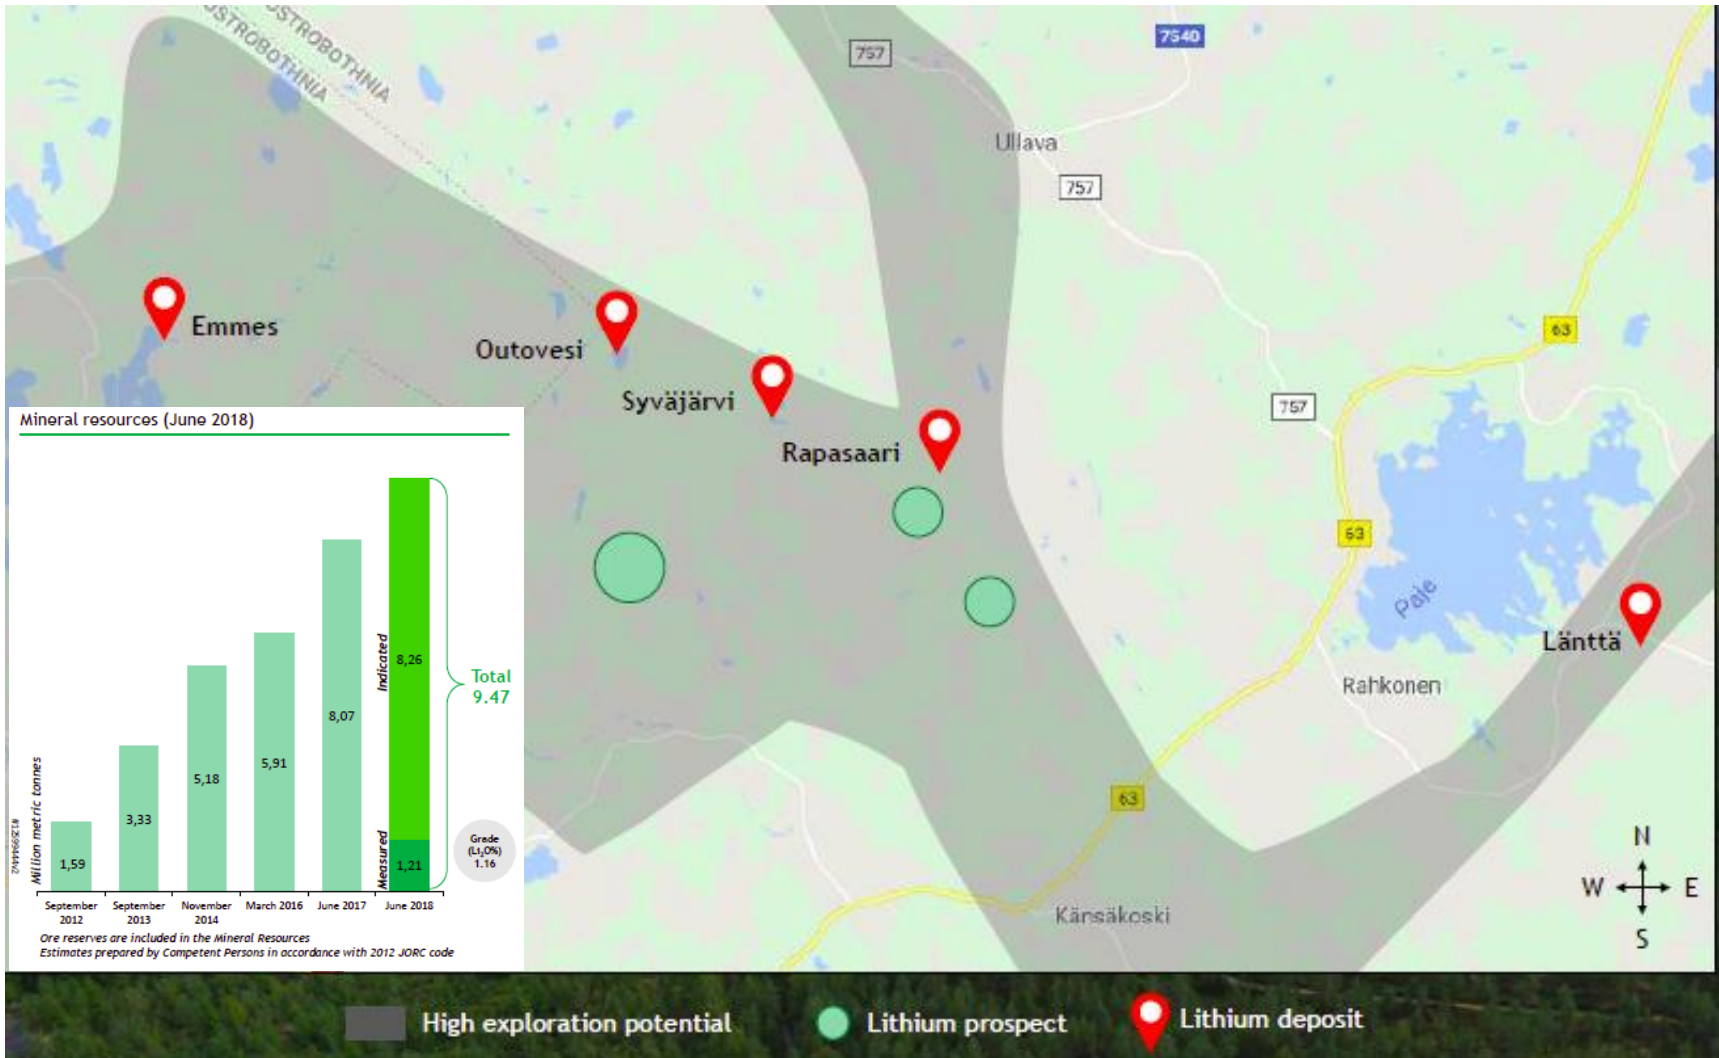 OSTROBOTHNIA
OSTROBOTHNIA
757
7540
Ullava
757
Emmes
Outovesi
63
Syväjärvi
757
Rapasaari
63
Paje
Länttä
Rahkonen
63
Känsäkoski
N
W E
S
Mineral resources (June 2018)
Million metric tonnes
1,59
3,33
5,18
5,91
8,07
Indicated
8,26
Measured
1,21
Total
9.47
Grade
(Li₂O%)
1.16
September
2012
September
2013
November
2014
March 2016
June 2017
June 2018
Ore reserves are included in the Mineral Resources
Estimates prepared by Competent Persons in accordance with 2012 JORC code
High exploration potential
Lithium prospect
Lithium deposit